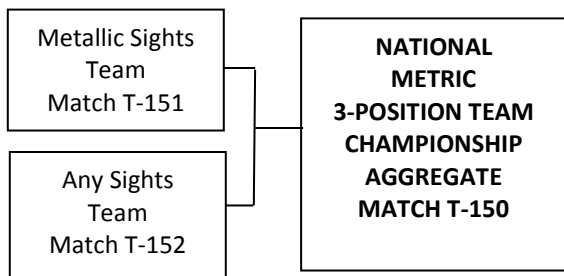 Metallic Sights
Team
Match T-151
Any Sights
Team
Match T-152
NATIONAL
METRIC
3-POSITION TEAM
CHAMPIONSHIP
AGGREGATE
MATCH T-150